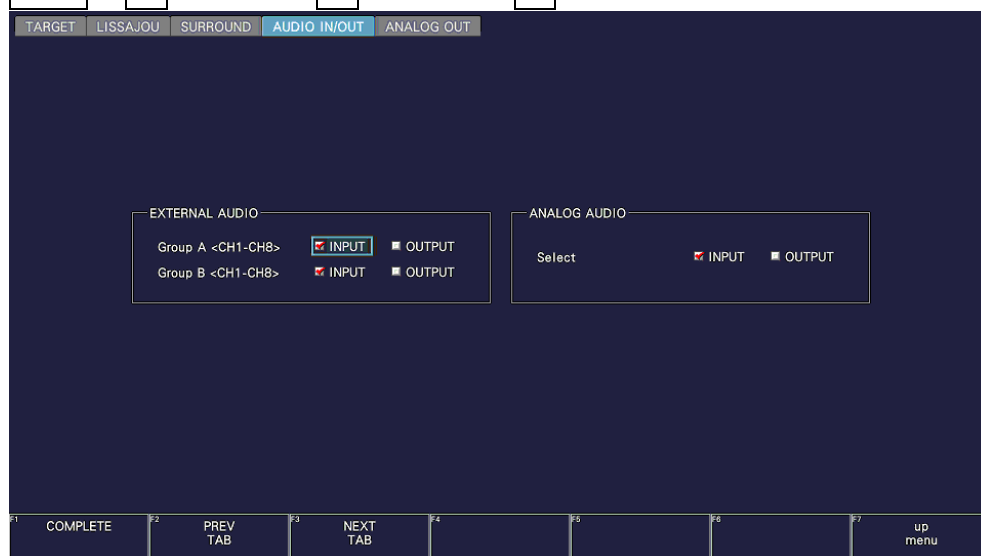 TARGET LISSAJOU SURROUND AUDIO IN/OUT ANALOG OUT
EXTERNAL AUDIO
Group A <CH1-CH8> INPUT OUTPUT
Group B <CH1-CH8> INPUT OUTPUT
ANALOG AUDIO
Select INPUT OUTPUT
F1 COMPLETE
F2 PREV
TAB
F3 NEXT
TAB
F4
F5
F6
F7 up
menu